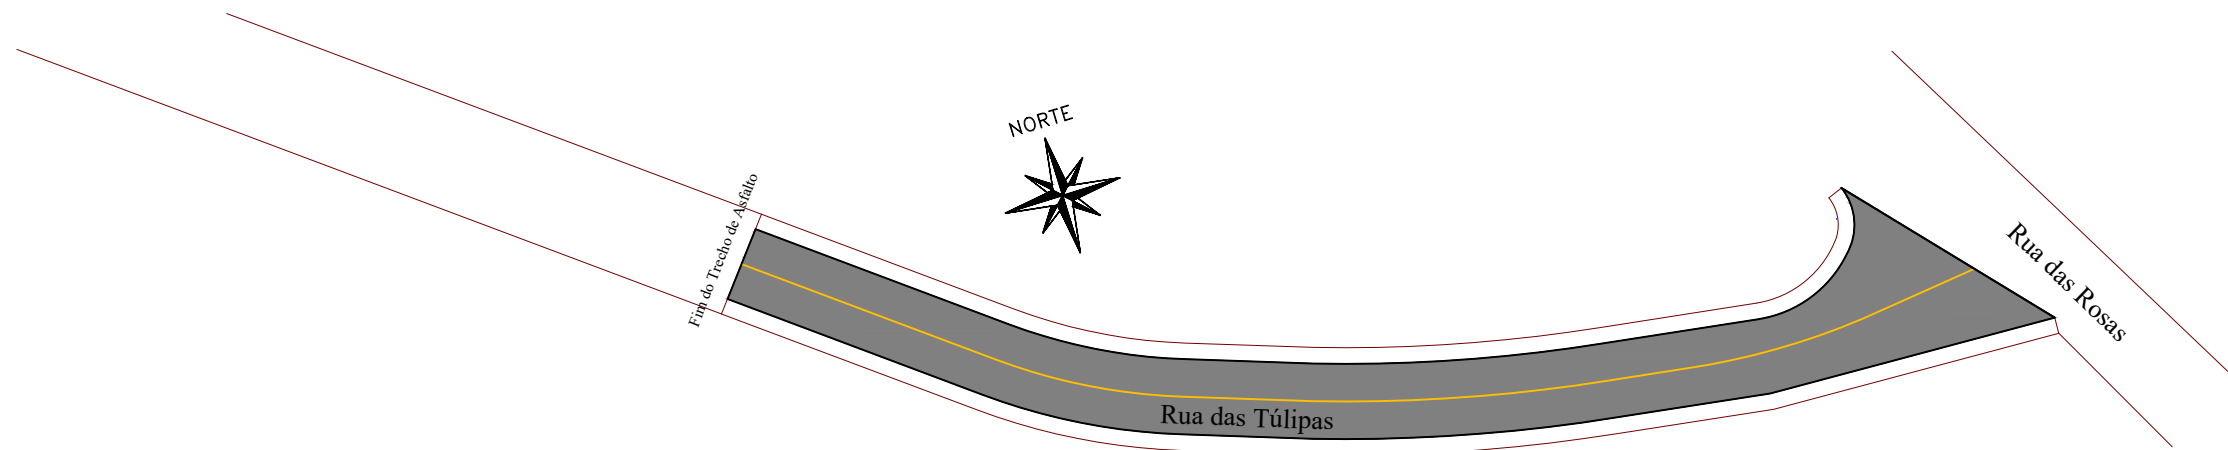 NORTE
Fim do Trecho de Asfalto
Rua das Rosas
Rua das Túlipas